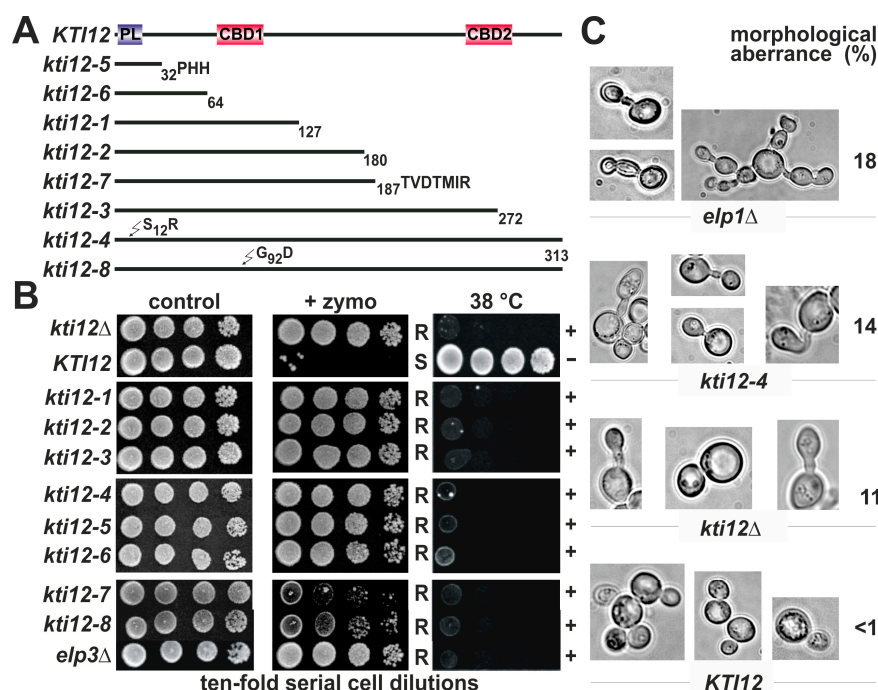 A
KTI12 PL CBD1 CBD2
kti12-5 32PHH
kti12-6 64
kti12-1 127
kti12-2 180
kti12-7 187TVDTMIR
kti12-3 272
kti12-4 S12R
313
kti12-8 G92D
B
control + zymo 38 °C
kti12Δ R +
KTI12 S –
kti12-1 R +
kti12-2 R +
kti12-3 R +
kti12-4 R +
kti12-5 R +
kti12-6 R +
kti12-7 R +
kti12-8 R +
elp3Δ R +
ten-fold serial cell dilutions
C
morphological
aberrance (%)
18
elp1Δ
14
kti12-4
11
kti12Δ
<1
KTI12